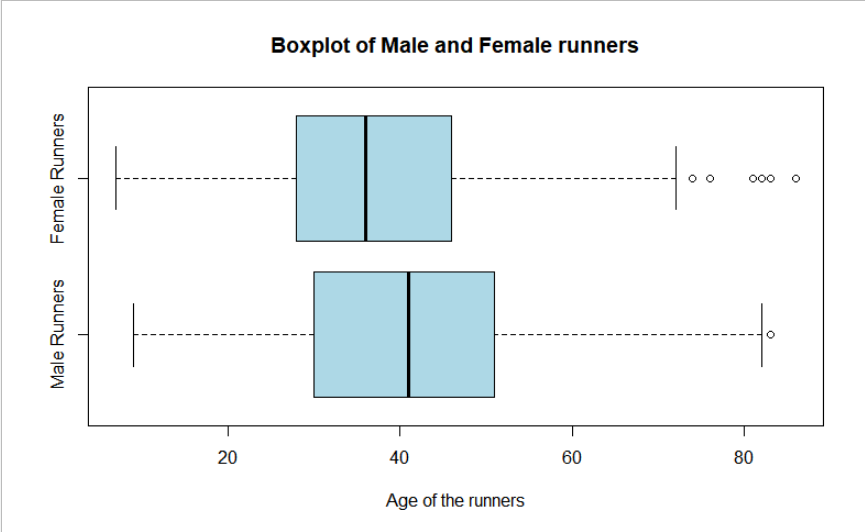 Boxplot of Male and Female runners
Female Runners
Male Runners
20 40 60 80
Age of the runners